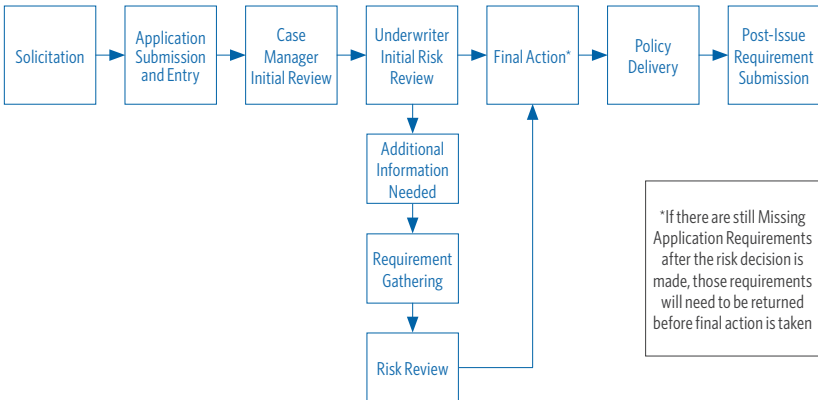 Solicitation
Application
Submission
and Entry
Case
Manager
Initial Review
Underwriter
Initial Risk
Review
Final Action*
Policy
Delivery
Post-Issue
Requirement
Submission
Additional
Information
Needed
Requirement
Gathering
Risk Review
*If there are still Missing
Application Requirements
after the risk decision is
made, those requirements
will need to be returned
before final action is taken